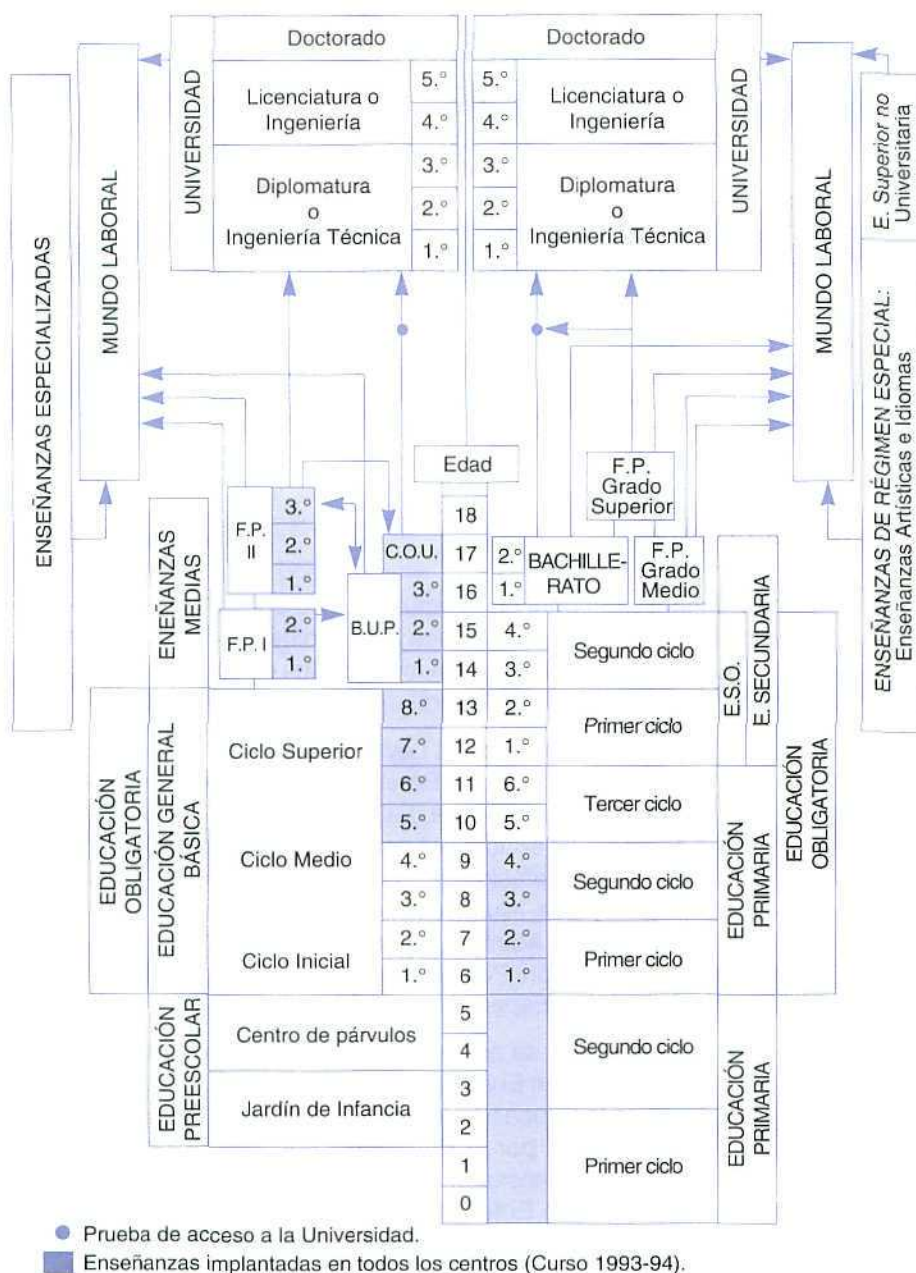 Doctorado
Doctorado
UNIVERSIDAD
Licenciatura o
Ingeniería
5.°
4.°
Diplomatura
o
Ingeniería Técnica
3.°
2.°
1.°
5.°
4.°
Licenciatura o
Ingeniería
3.°
2.°
1.°
Diplomatura
o
Ingeniería Técnica
UNIVERSIDAD
MUNDO LABORAL
ENSEÑANZAS ESPECIALIZADAS
MUNDO LABORAL
E. Superior no
Universitaria
ENSEÑANZAS DE RÉGIMEN ESPECIAL:
Enseñanzas Artísticas e Idiomas
Edad
18
17
16
15
14
13
12
11
10
9
8
7
6
5
4
3
2
1
0
ENEÑANZAS
MEDIAS
F.P.
II
3.°
2.°
1.°
F.P. I
2.°
1.°
C.O.U.
B.U.P.
3.°
2.°
1.°
EDUCACIÓN
OBLIGATORIA
EDUCACIÓN GENERAL
BÁSICA
Ciclo Superior
Ciclo Medio
Ciclo Inicial
8.°
7.°
6.°
5.°
4.°
3.°
2.°
1.°
EDUCACIÓN
PREESCOLAR
Centro de párvulos
Jardín de Infancia
F.P.
Grado
Superior
2.°
1.°
BACHILLE-
RATO
F.P.
Grado
Medio
4.°
3.°
Segundo ciclo
2.°
1.°
Primer ciclo
E.S.O.
E. SECUNDARIA
6.°
5.°
Tercer ciclo
4.°
3.°
Segundo ciclo
2.°
1.°
Primer ciclo
EDUCACIÓN
PRIMARIA
EDUCACIÓN
OBLIGATORIA
Segundo ciclo
Primer ciclo
EDUCACIÓN
PRIMARIA
Prueba de acceso a la Universidad.
Enseñanzas implantadas en todos los centros (Curso 1993-94).